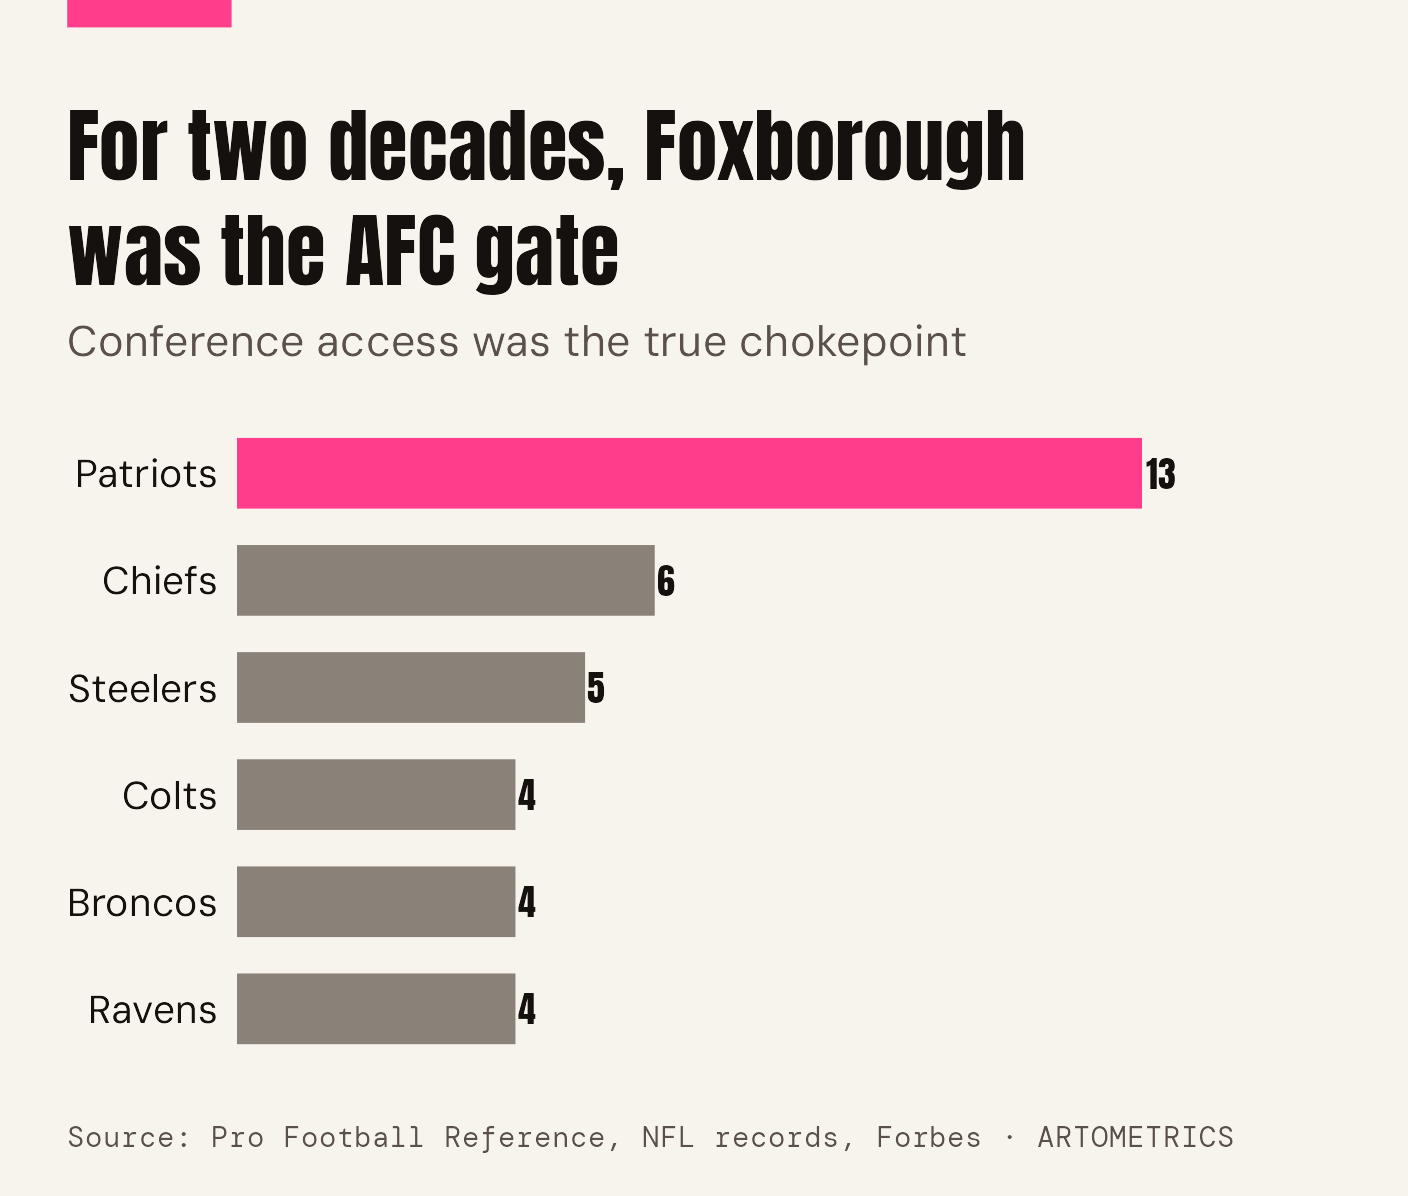 For two decades, Foxborough
was the AFC gate
Conference access was the true chokepoint
Patriots 13
Chiefs 6
Steelers 5
Colts 4
Broncos 4
Ravens 4
Source: Pro Football Reference, NFL records, Forbes · ARTOMETRICS